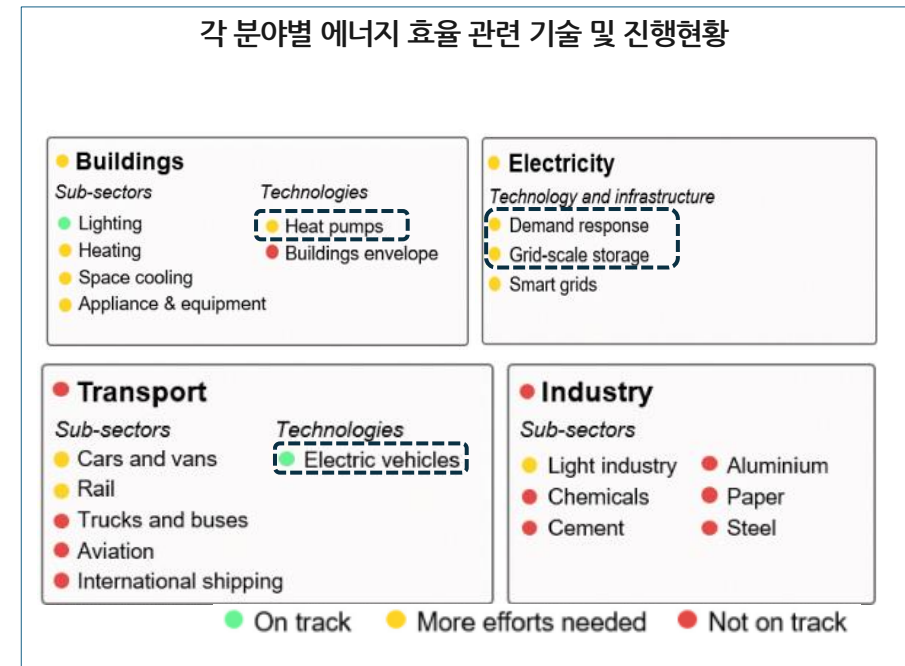 각 분야별 에너지 효율 관련 기술 및 진행현황
Buildings
Sub-sectors
Lighting
Heating
Space cooling
Appliance & equipment
Technologies
Heat pumps
Buildings envelope
Electricity
Technology and infrastructure
Demand response
Grid-scale storage
Smart grids
Transport
Sub-sectors
Cars and vans
Rail
Trucks and buses
Aviation
International shipping
Technologies
Electric vehicles
Industry
Sub-sectors
Light industry
Chemicals
Cement
Aluminium
Paper
Steel
On track More efforts needed Not on track